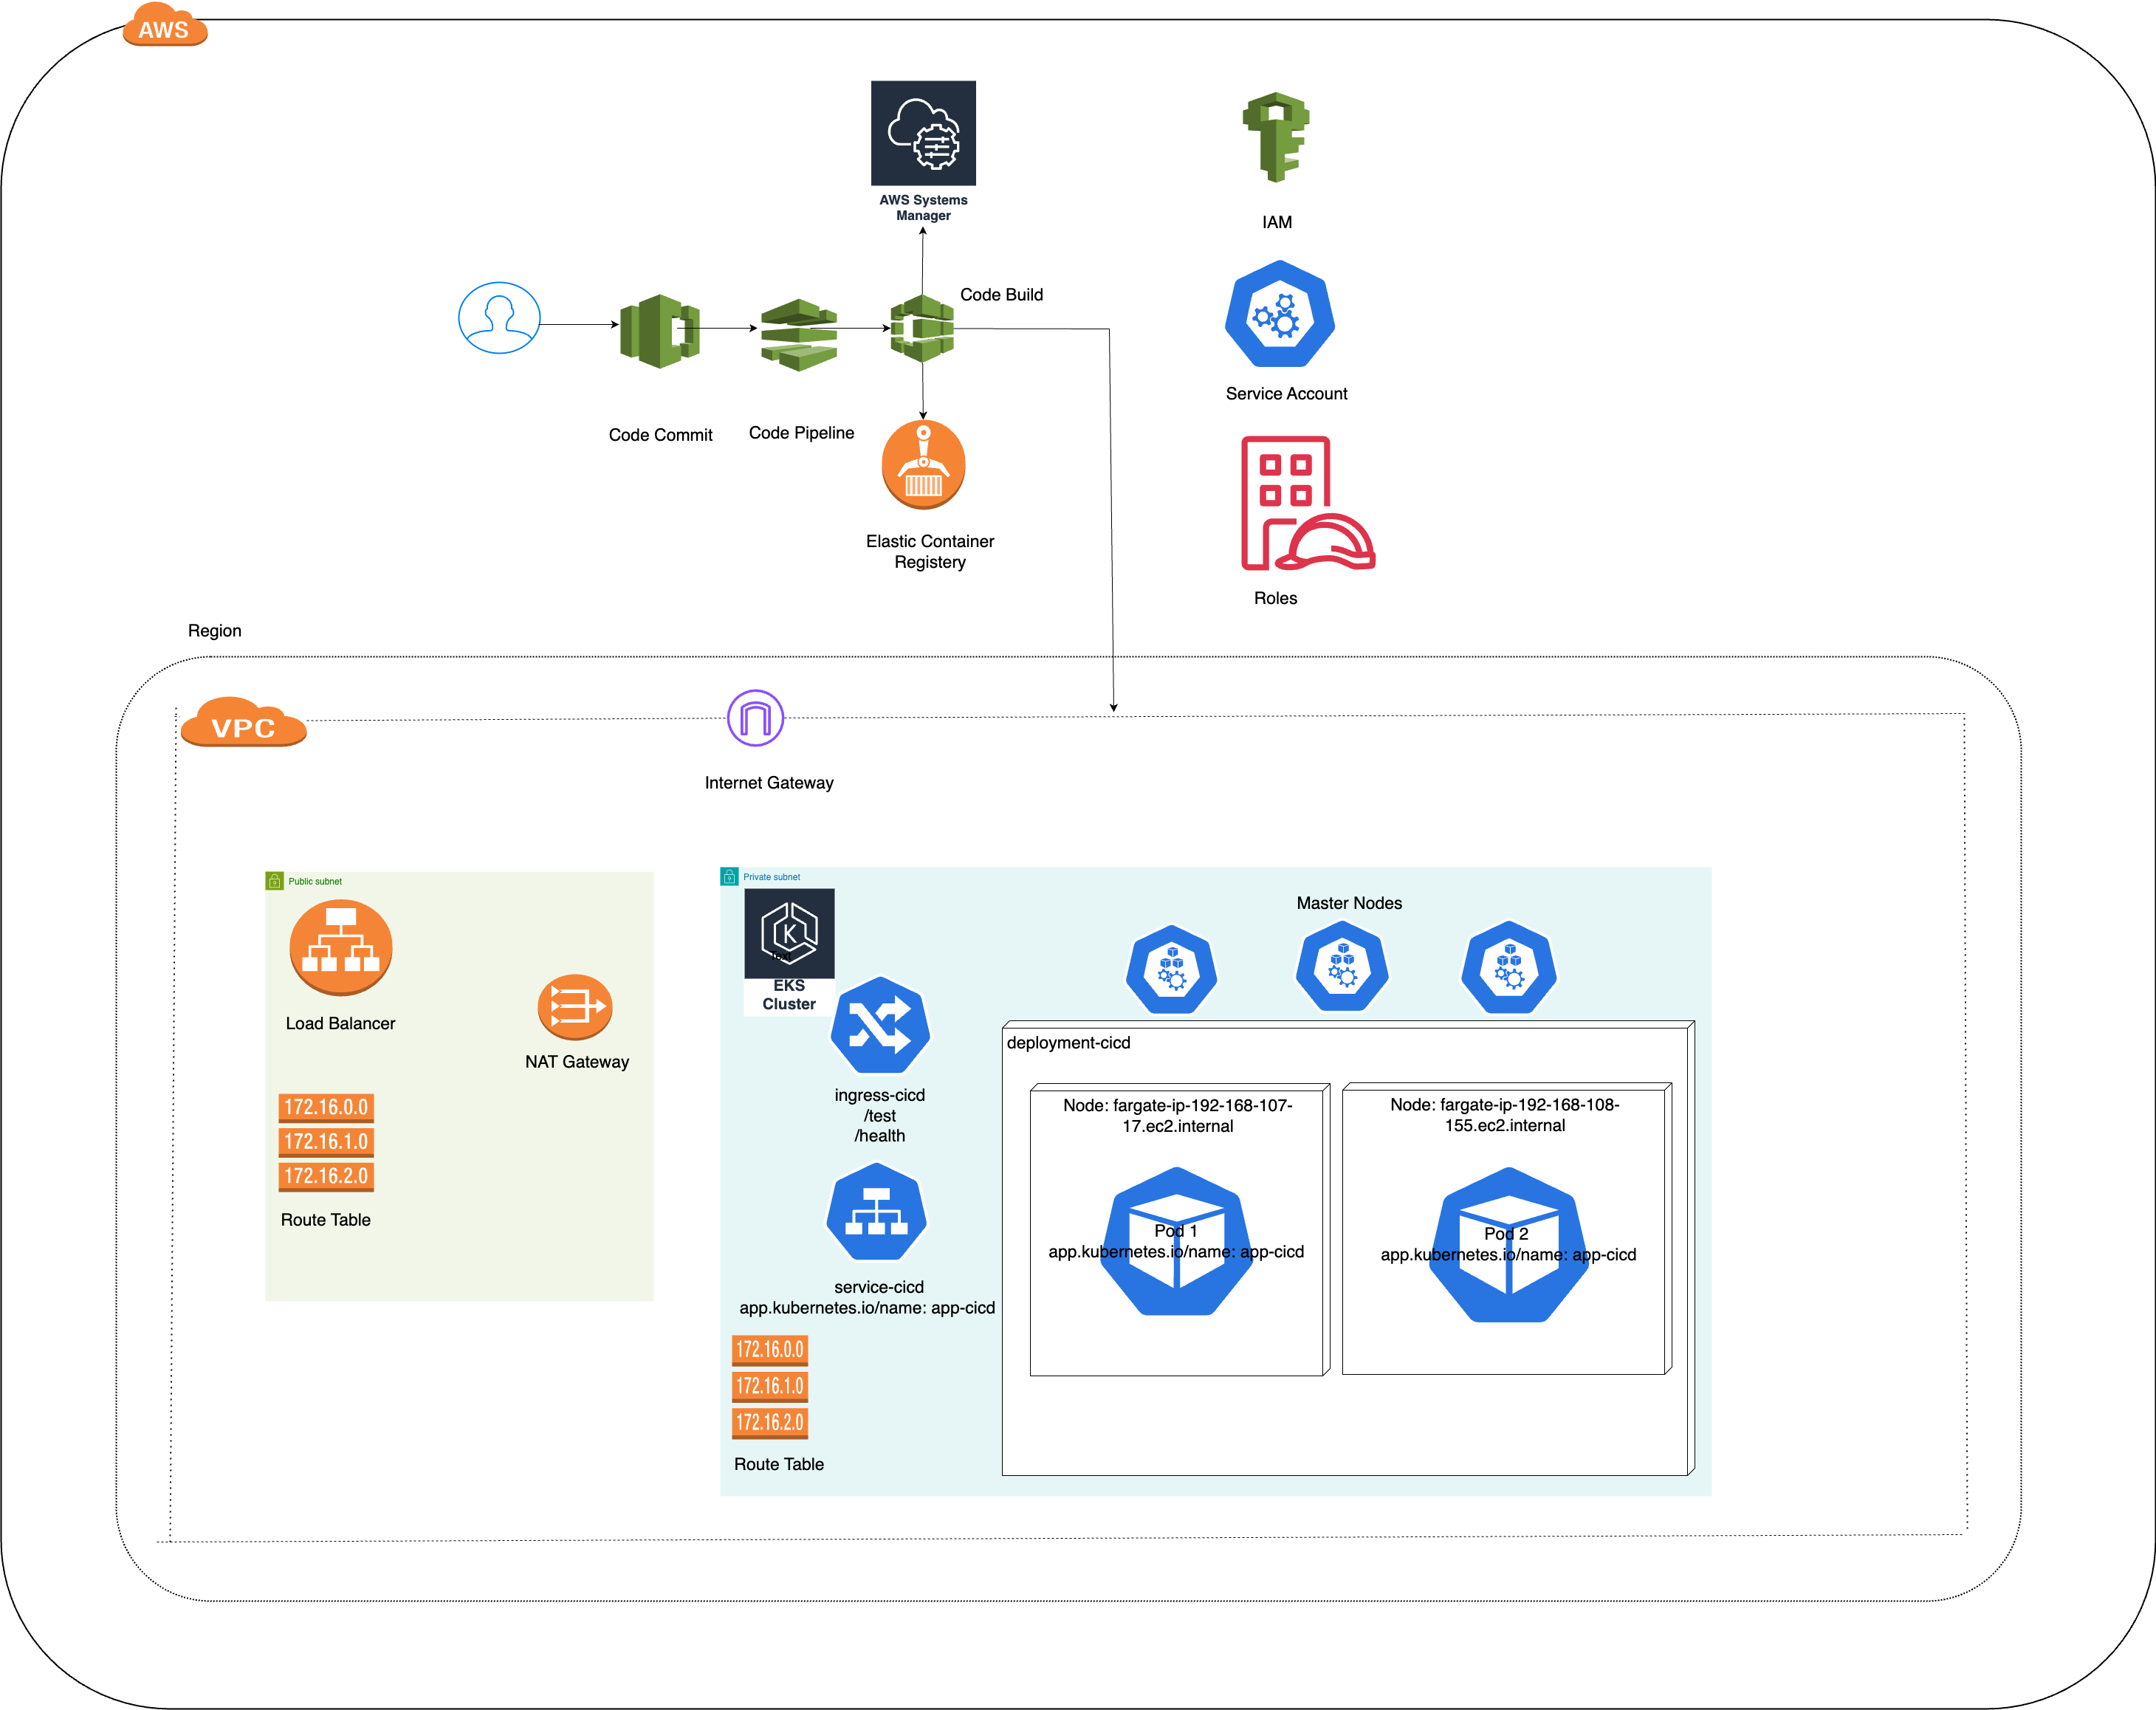 AWS
AWS Systems
Manager
IAM
Code Build
Service Account
Code Commit
Code Pipeline
Elastic Container
Registery
Roles
Region
VPC
Internet Gateway
Public subnet
Load Balancer
NAT Gateway
172.16.0.0
172.16.1.0
172.16.2.0
Route Table
Private subnet
K
Text
EKS
Cluster
Master Nodes
ingress-cicd
/test
/health
service-cicd
app.kubernetes.io/name: app-cicd
172.16.0.0
172.16.1.0
172.16.2.0
Route Table
deployment-cicd
Node: fargate-ip-192-168-107-
17.ec2.internal
Pod 1
app.kubernetes.io/name: app-cicd
Node: fargate-ip-192-168-108-
155.ec2.internal
Pod 2
app.kubernetes.io/name: app-cicd